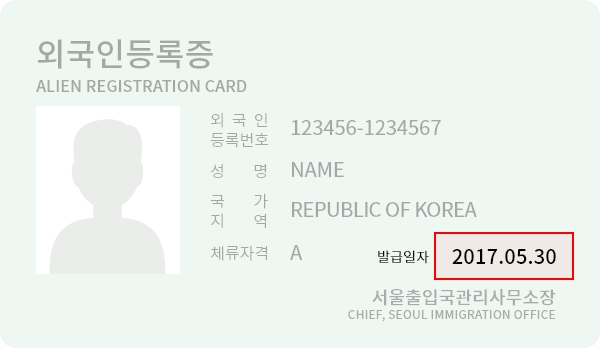 외국인등록증
ALIEN REGISTRATION CARD
외 국 인
등록번호 123456-1234567
성 명 NAME
국 가
지 역 REPUBLIC OF KOREA
체류자격 A 발급일자 2017.05.30
서울출입국관리사무소장
CHIEF, SEOUL IMMIGRATION OFFICE